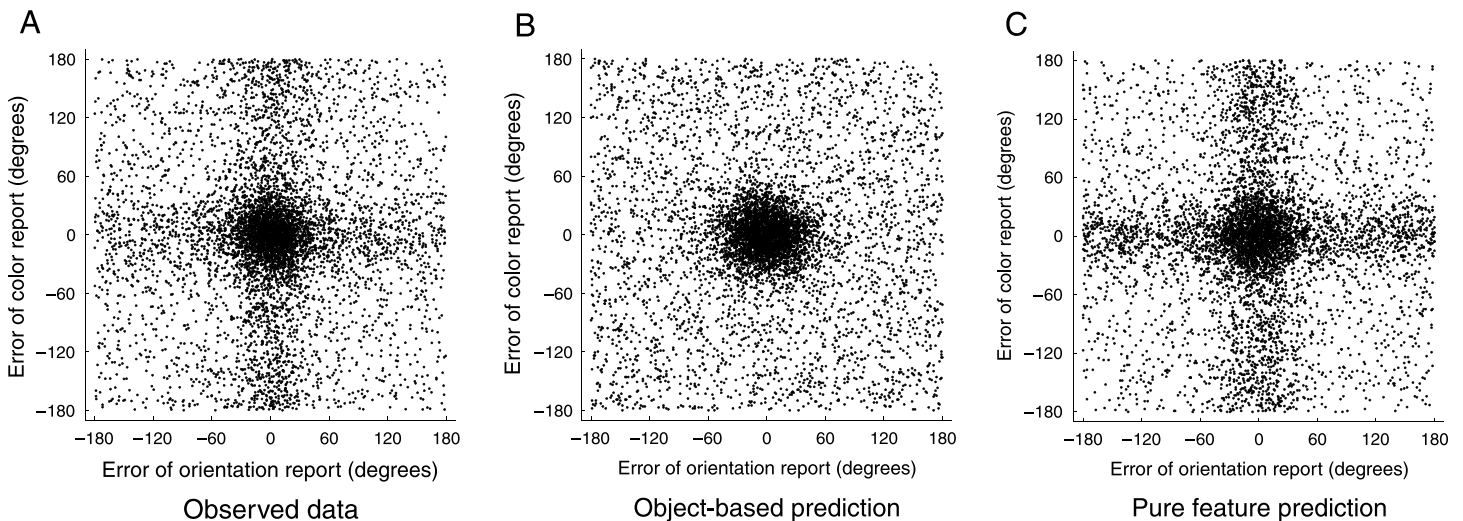 A
Error of color report (degrees)
180
120
60
0
−60
−120
−180
−180 −120 −60 0 60 120 180
Error of orientation report (degrees)
Observed data
B
Error of color report (degrees)
180
120
60
0
−60
−120
−180
−180 −120 −60 0 60 120 180
Error of orientation report (degrees)
Object-based prediction
C
Error of color report (degrees)
180
120
60
0
−60
−120
−180
−180 −120 −60 0 60 120 180
Error of orientation report (degrees)
Pure feature prediction